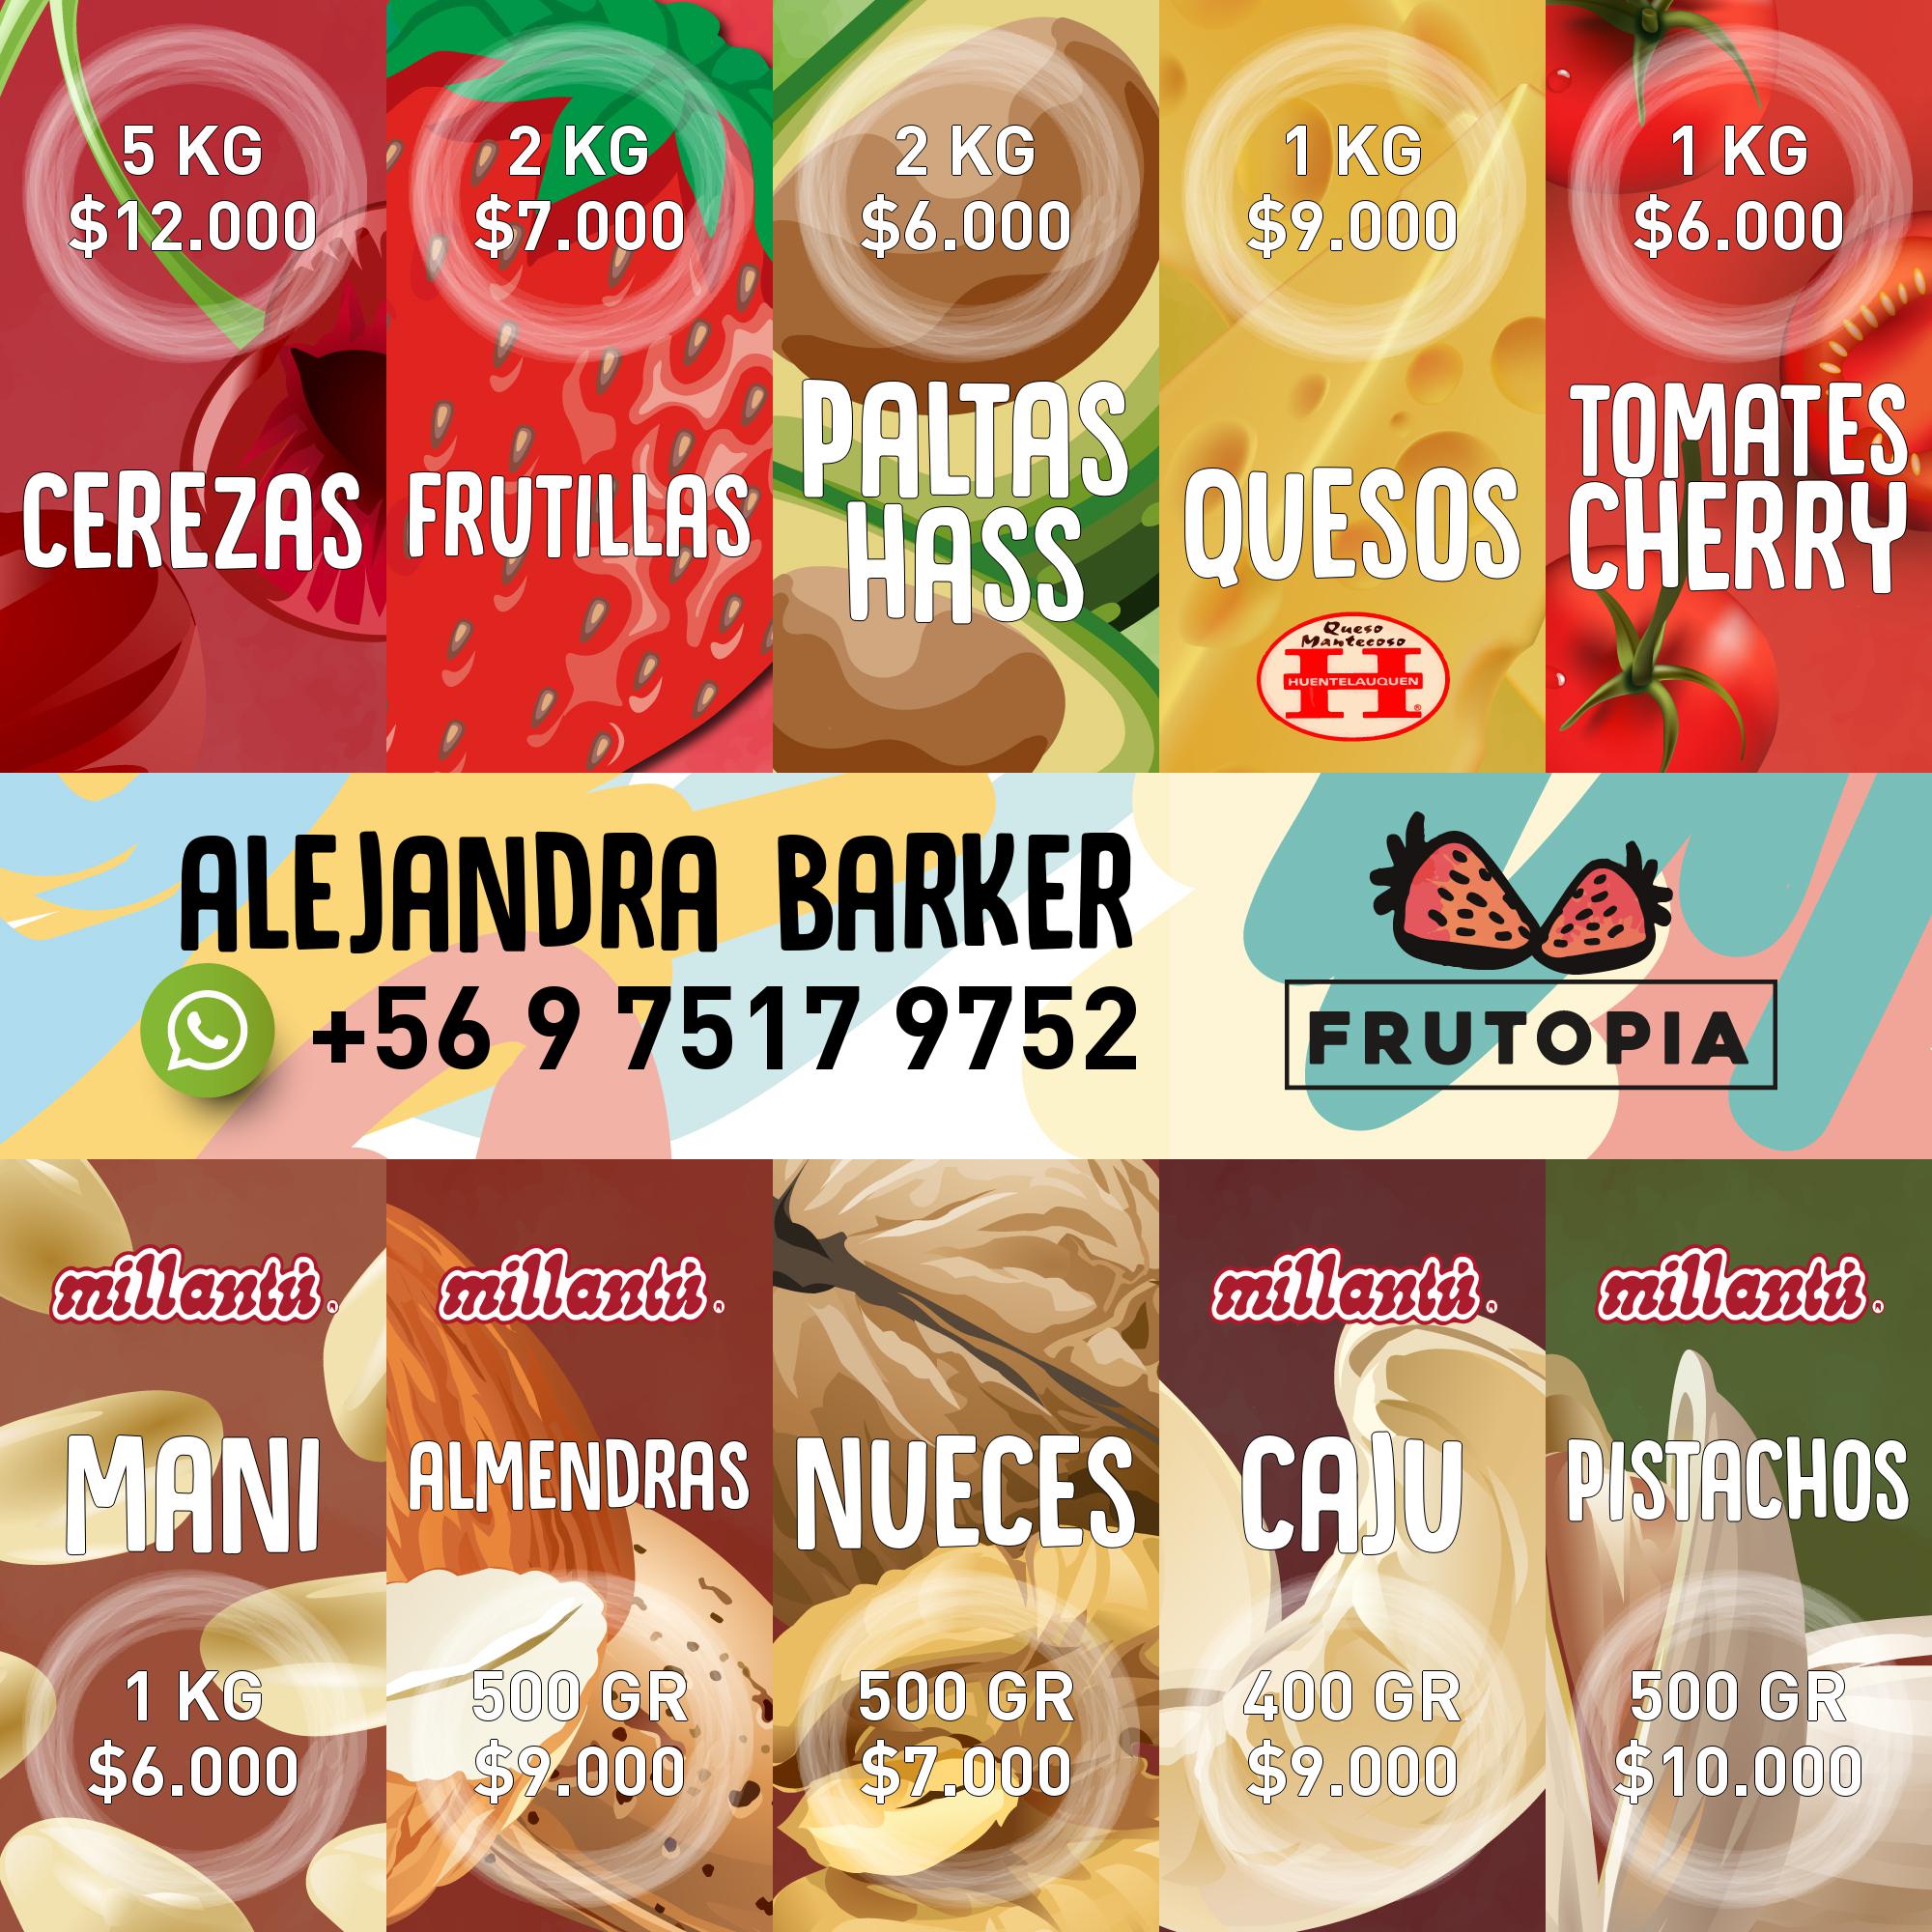 5 KG
$12.000
CEREZAS
2 KG
$7.000
FRUTILLAS
2 KG
$6.000
PALTAS
HASS
1 KG
$9.000
QUESOS
Queso
Mantecoso
H
HUENTELAUQUEN
®
1 KG
$6.000
TOMATES
CHERRY
ALEJANDRA BARKER
+56 9 7517 9752
FRUTOPIA
millantú®
MANI
1 KG
$6.000
millantú®
ALMENDRAS
500 GR
$9.000
NUECES
500 GR
$7.000
millantú®
CAJU
400 GR
$9.000
millantú®
PISTACHOS
500 GR
$10.000